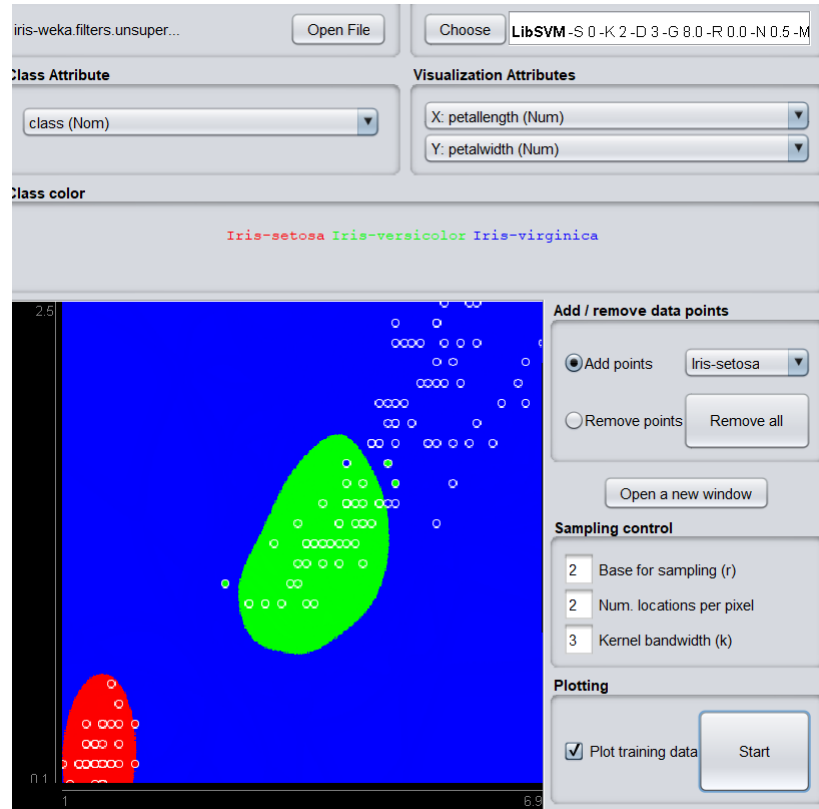 iris-weka.filters.unsuper... Open File Choose LibSVM -S 0 -K 2 -D 3 -G 8.0 -R 0.0 -N 0.5 -M
Class Attribute Visualization Attributes
class (Nom) X: petallength (Num)
Y: petalwidth (Num)
Class color
Iris-setosa Iris-versicolor Iris-virginica
Add / remove data points
2.5
Add points Iris-setosa
Remove points Remove all
Open a new window
Sampling control
2 Base for sampling (r)
2 Num. locations per pixel
3 Kernel bandwidth (k)
Plotting
Plot training data Start
0.1
1 6.9